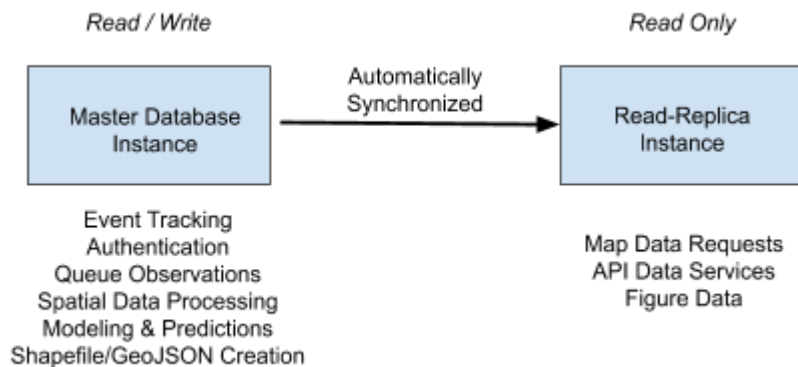 Read / Write
Read Only
Automatically
Synchronized
Master Database
Instance
Read-Replica
Instance
Event Tracking
Authentication
Queue Observations
Spatial Data Processing
Modeling & Predictions
Shapefile/GeoJSON Creation
Map Data Requests
API Data Services
Figure Data